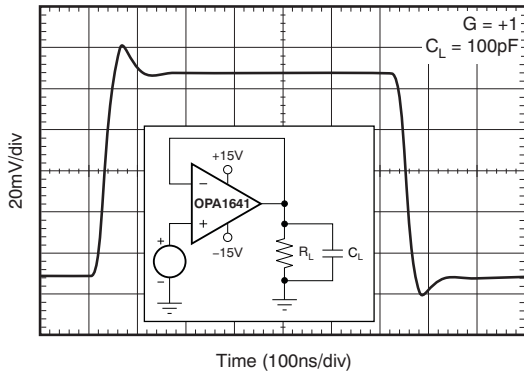 G = +1
C_L = 100pF
20mV/div
+15V
−
OPA1641
+
+
−
−15V
R_L
C_L
Time (100ns/div)